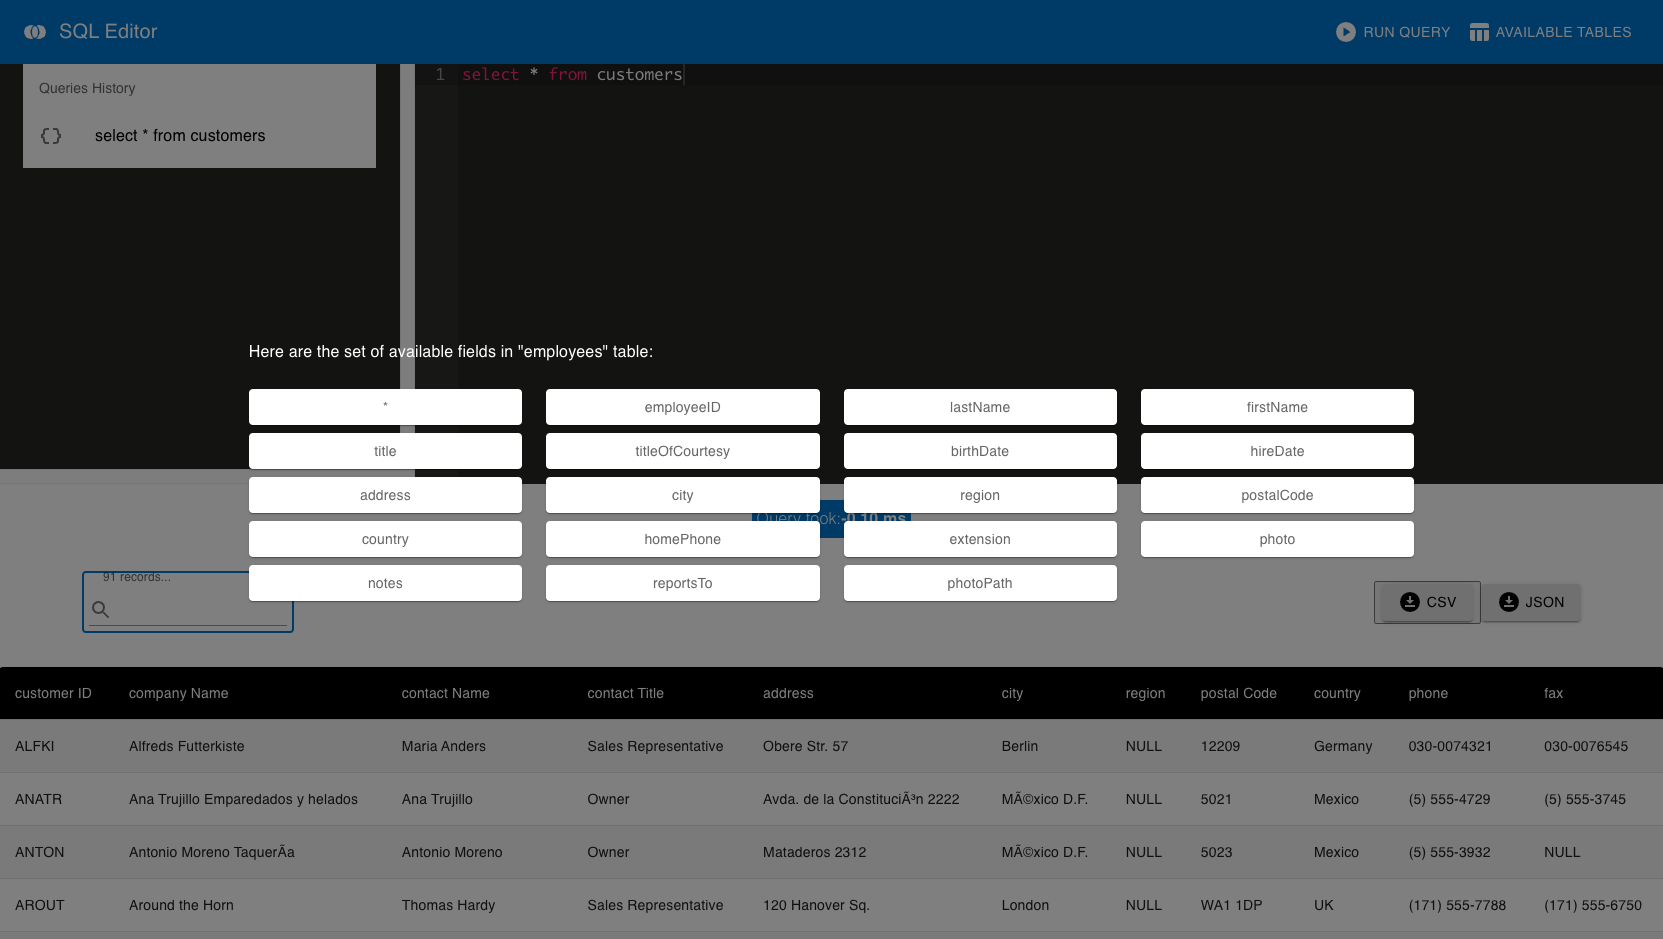 SQL Editor
RUN QUERY
AVAILABLE TABLES
Queries History
select * from customers
1 select * from customers
Here are the set of available fields in "employees" table:
* employeeID lastName firstName
title titleOfCourtesy birthDate hireDate
address city region postalCode
Query took:-0.10 ms
country homePhone extension photo
91 records...
notes reportsTo photoPath
CSV JSON
customer ID company Name contact Name contact Title address city region postal Code country phone fax
ALFKI Alfreds Futterkiste Maria Anders Sales Representative Obere Str. 57 Berlin NULL 12209 Germany 030-0074321 030-0076545
ANATR Ana Trujillo Emparedados y helados Ana Trujillo Owner Avda. de la ConstituciÃ³n 2222 MÃ©xico D.F. NULL 5021 Mexico (5) 555-4729 (5) 555-3745
ANTON Antonio Moreno TaquerÃ­a Antonio Moreno Owner Mataderos 2312 MÃ©xico D.F. NULL 5023 Mexico (5) 555-3932 NULL
AROUT Around the Horn Thomas Hardy Sales Representative 120 Hanover Sq. London NULL WA1 1DP UK (171) 555-7788 (171) 555-6750